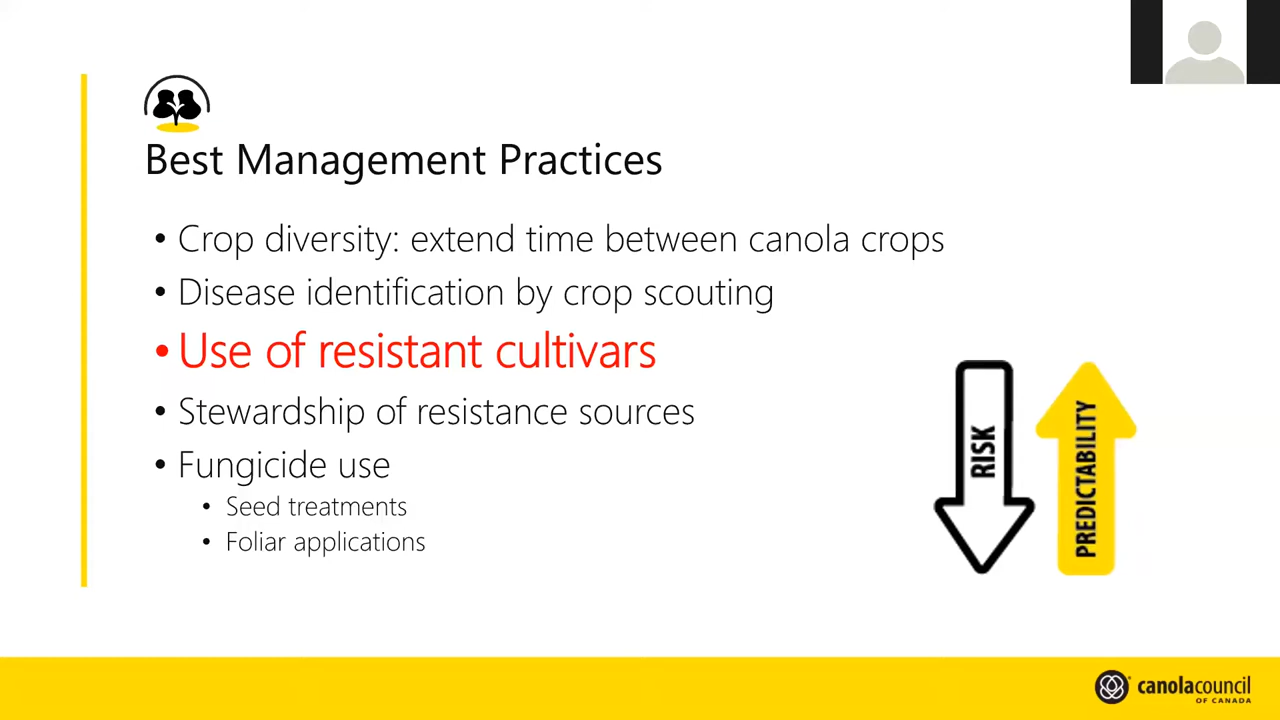 Best Management Practices
• Crop diversity: extend time between canola crops
• Disease identification by crop scouting
• Use of resistant cultivars
• Stewardship of resistance sources
• Fungicide use
• Seed treatments
• Foliar applications
RISK
PREDICTABILITY
canolacouncil
OF CANADA